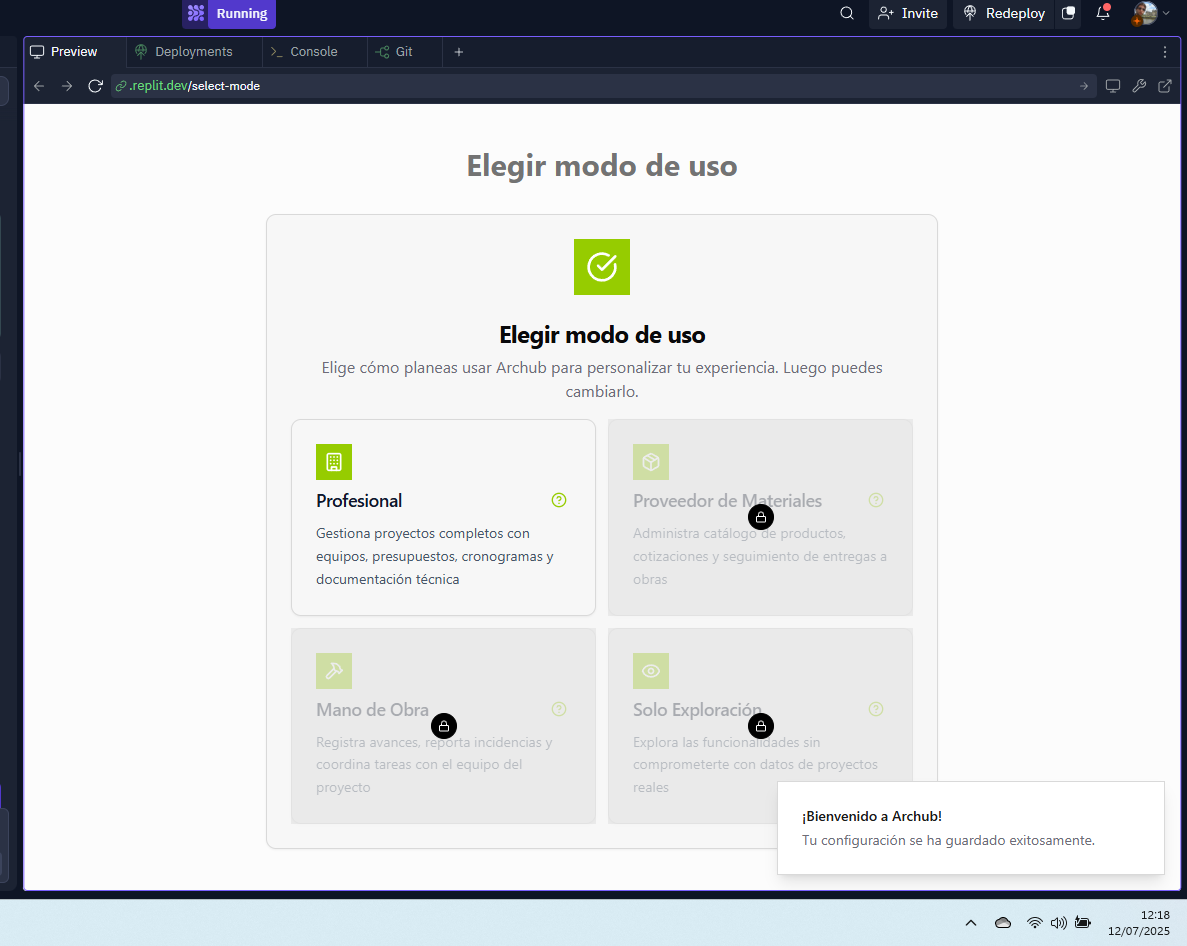 Running
Invite
Redeploy
Preview
Deployments
Console
Git
.replit.dev/select-mode
Elegir modo de uso
Elegir modo de uso
Elige cómo planeas usar Archub para personalizar tu experiencia. Luego puedes
cambiarlo.
Profesional
Gestiona proyectos completos con
equipos, presupuestos, cronogramas y
documentación técnica
Proveedor de Materiales
Administra catálogo de productos,
cotizaciones y seguimiento de entregas a
obras
Mano de Obra
Registra avances, reporta incidencias y
coordina tareas con el equipo del
proyecto
Solo Exploración
Explora las funcionalidades sin
comprometerte con datos de proyectos
reales
¡Bienvenido a Archub!
Tu configuración se ha guardado exitosamente.
12:18
12/07/2025